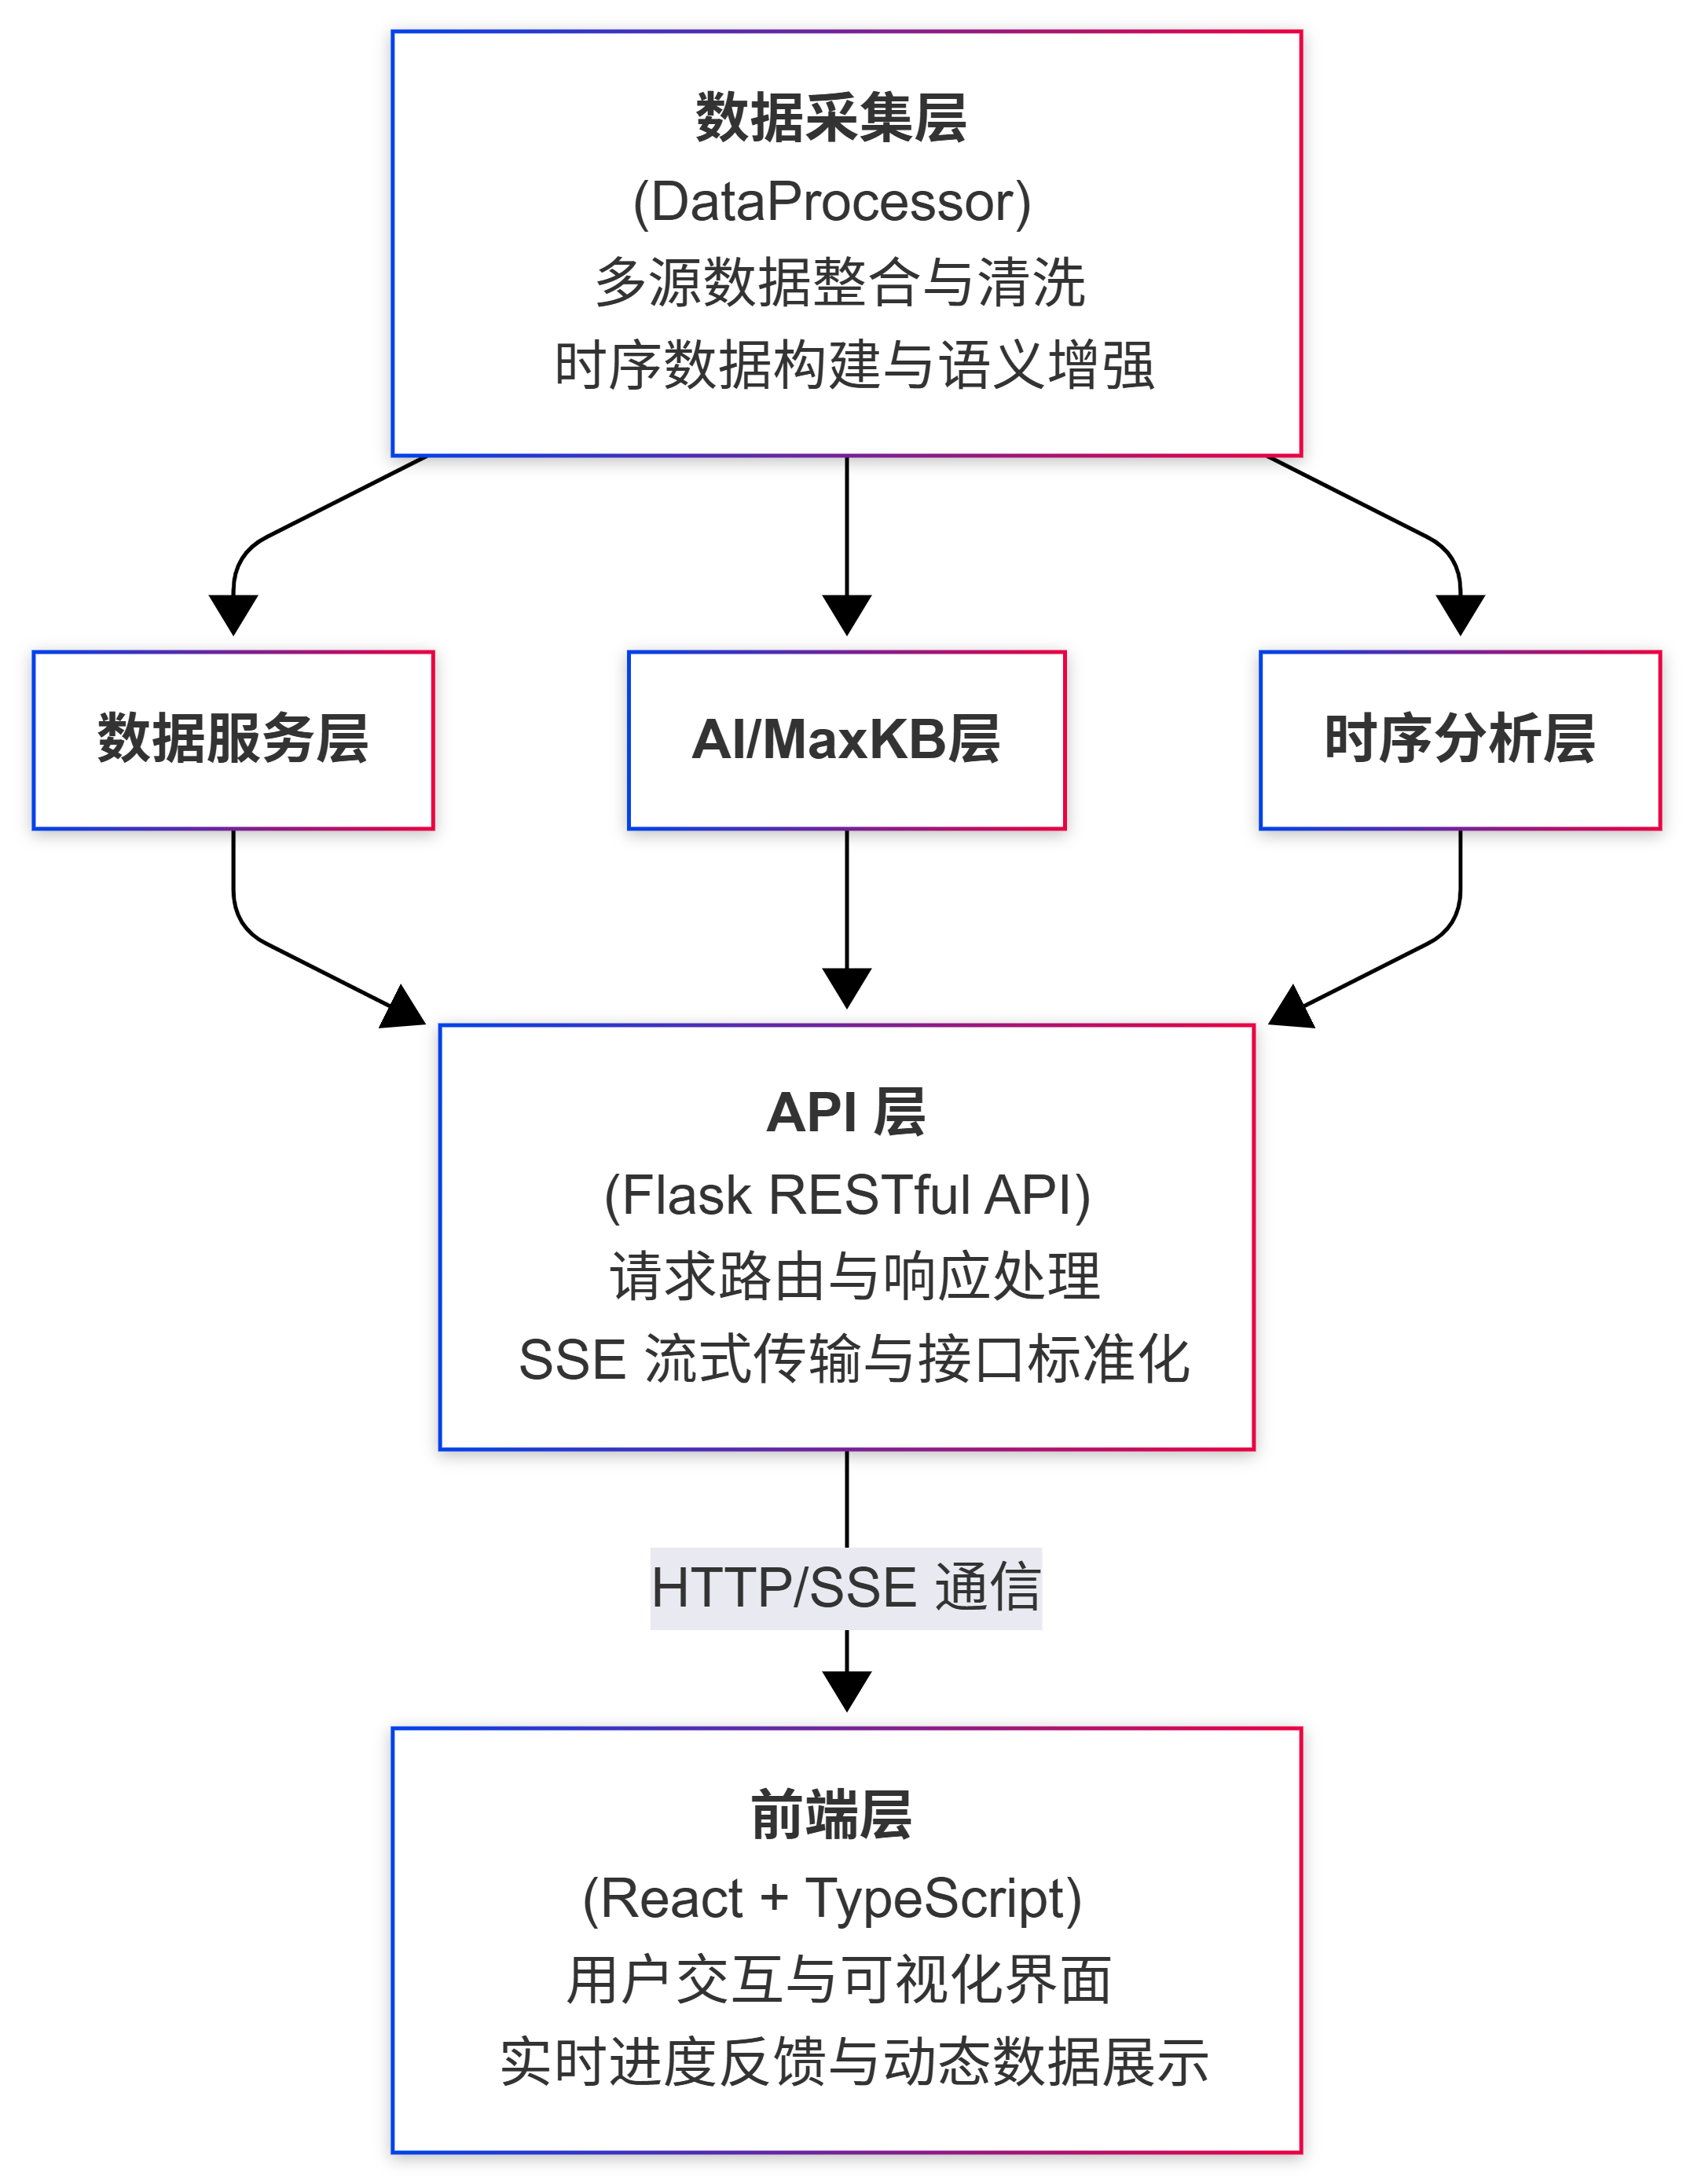 数据采集层
(DataProcessor)
多源数据整合与清洗
时序数据构建与语义增强
数据服务层
AI/MaxKB层
时序分析层
API 层
(Flask RESTful API)
请求路由与响应处理
SSE 流式传输与接口标准化
HTTP/SSE 通信
前端层
(React + TypeScript)
用户交互与可视化界面
实时进度反馈与动态数据展示